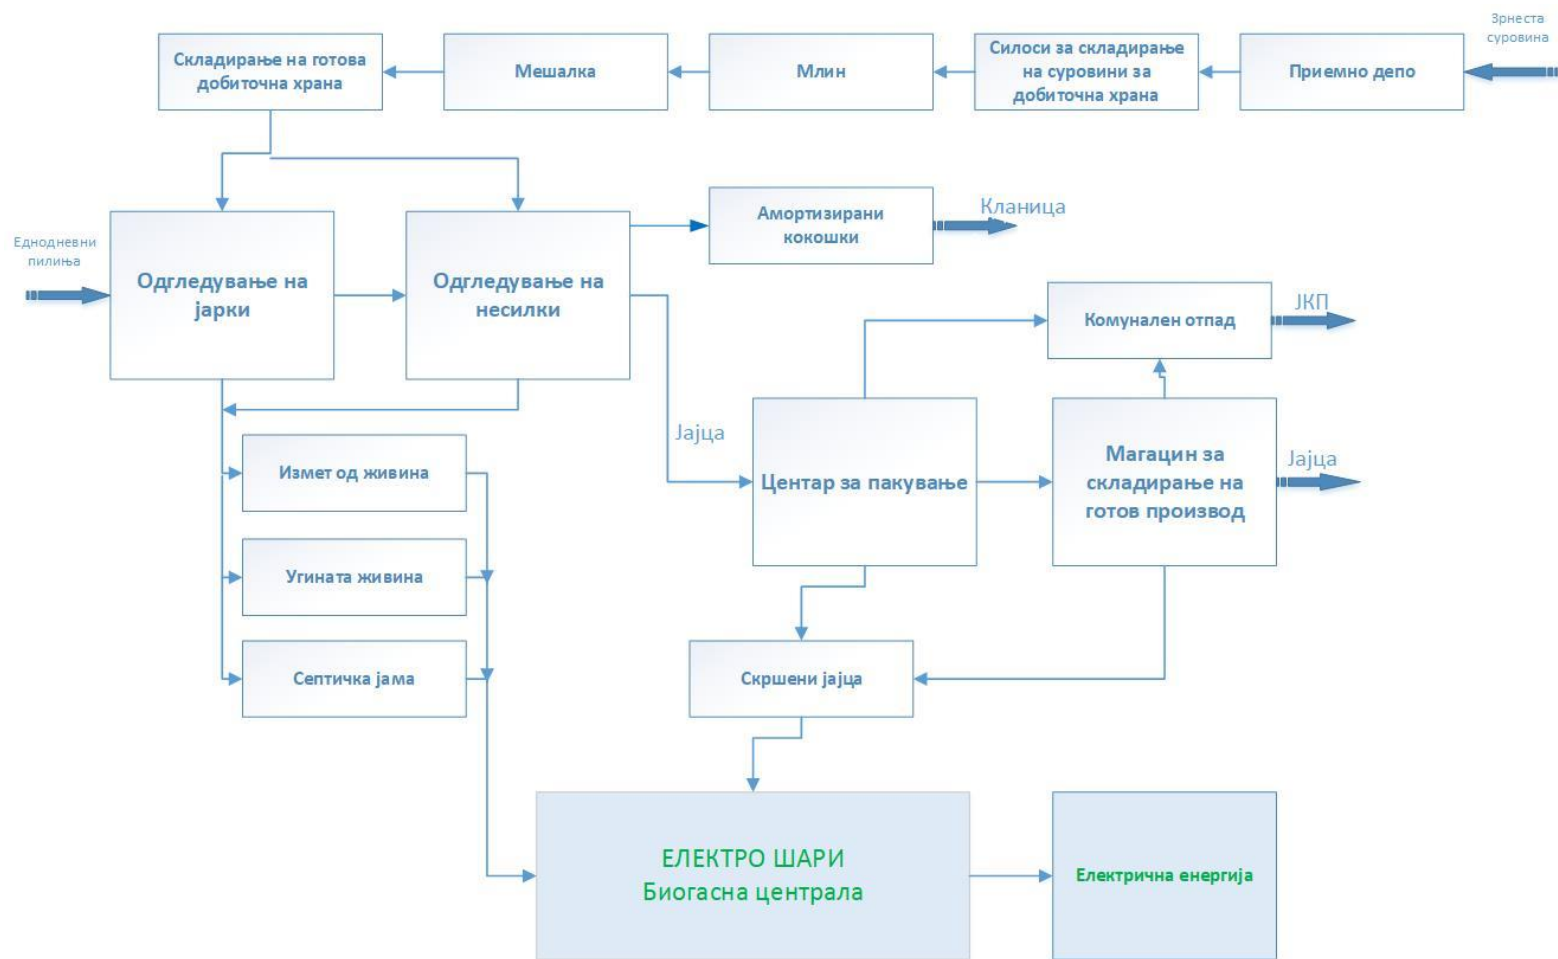 Зрнеста
суровина
Складирање на готова
добиточна храна
Мешалка
Млин
Силоси за складирање
на суровини за
добиточна храна
Приемно депо
Еднодневни
пилиња
Одгледување на
јарки
Одгледување на
несилки
Амортизирани
кокошки
Кланица
Комунален отпад
ЈКП
Јајца
Центар за пакување
Магацин за
складирање на
готов производ
Јајца
Измет од живина
Угината живина
Септичка јама
Скршени јајца
ЕЛЕКТРО ШАРИ
Биогасна централа
Електрична енергија